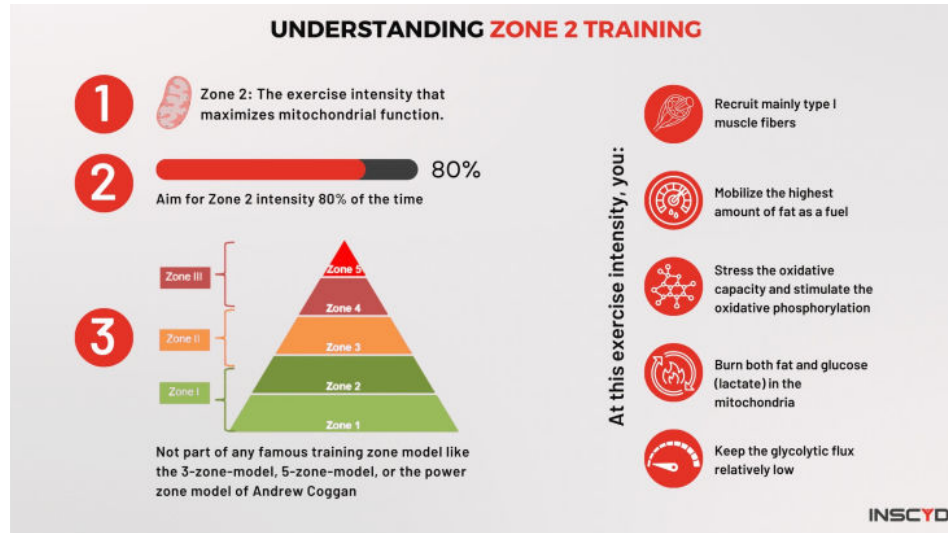 UNDERSTANDING ZONE 2 TRAINING
1
Zone 2: The exercise intensity that
maximizes mitochondrial function.
2
80%
Aim for Zone 2 intensity 80% of the time
3
Zone III
Zone II
Zone I
Zone 5
Zone 4
Zone 3
Zone 2
Zone 1
Not part of any famous training zone model like
the 3-zone-model, 5-zone-model, or the power
zone model of Andrew Coggan
At this exercise intensity, you:
Recruit mainly type I
muscle fibers
Mobilize the highest
amount of fat as a fuel
Stress the oxidative
capacity and stimulate the
oxidative phosphorylation
Burn both fat and glucose
(lactate) in the
mitochondria
Keep the glycolytic flux
relatively low
INSCYD